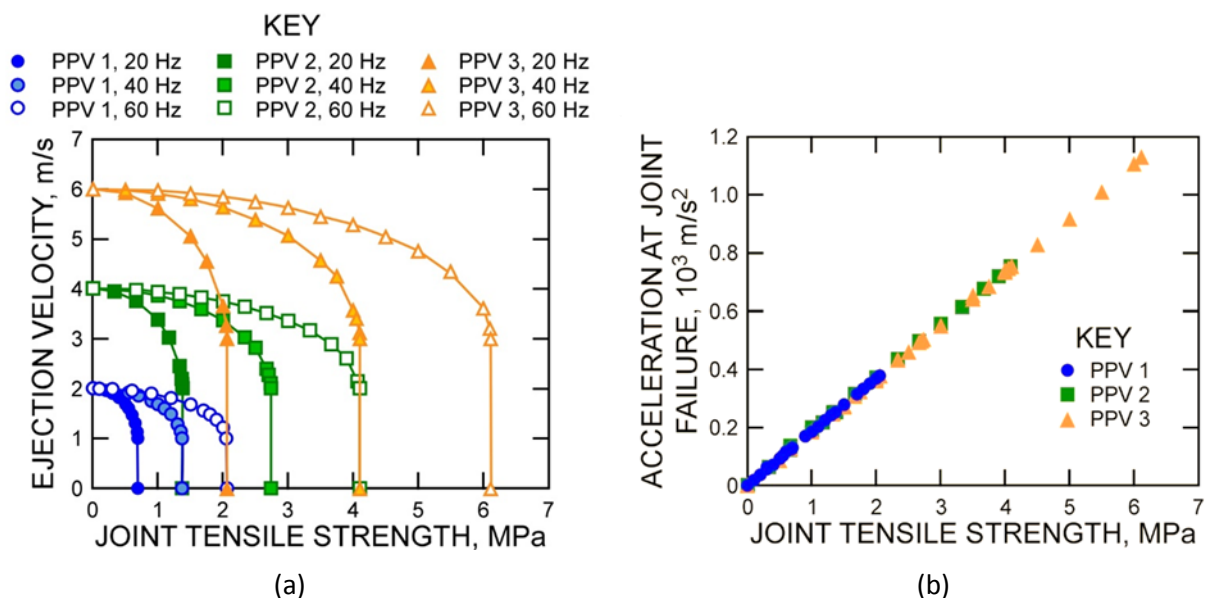 KEY
PPV 1, 20 Hz PPV 2, 20 Hz PPV 3, 20 Hz
PPV 1, 40 Hz PPV 2, 40 Hz PPV 3, 40 Hz
PPV 1, 60 Hz PPV 2, 60 Hz PPV 3, 60 Hz
EJECTION VELOCITY, m/s
7
6
5
4
3
2
1
0
0 1 2 3 4 5 6 7
JOINT TENSILE STRENGTH, MPa
(a)
ACCELERATION AT JOINT
FAILURE, 10³ m/s²
1.2
1.0
0.8
0.6
0.4
0.2
0
KEY
PPV 1
PPV 2
PPV 3
0 1 2 3 4 5 6 7
JOINT TENSILE STRENGTH, MPa
(b)